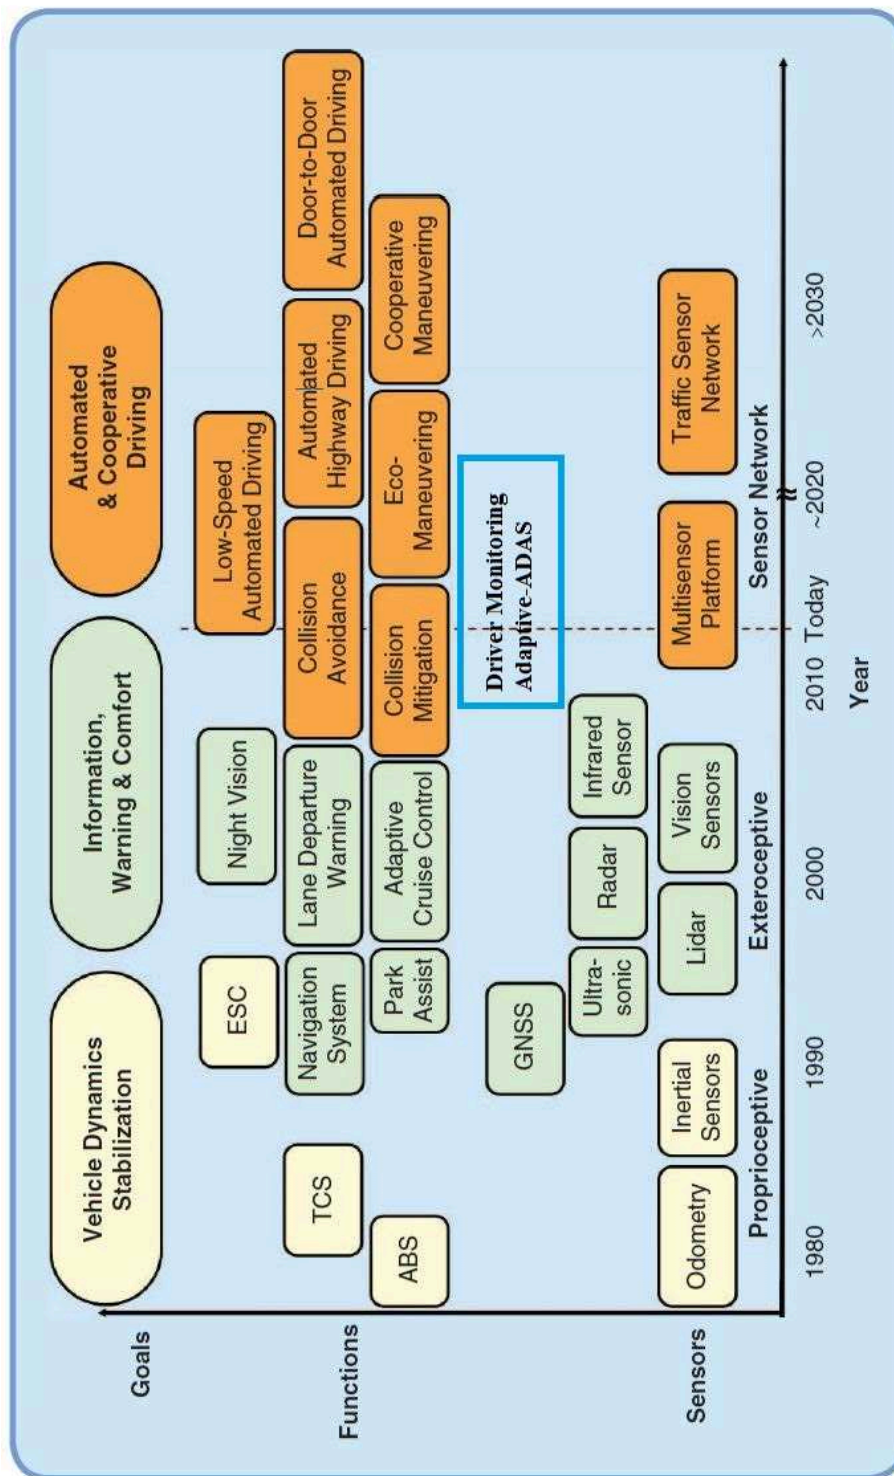 Goals
Vehicle Dynamics
Stabilization
Information,
Warning & Comfort
Automated
& Cooperative
Driving
Functions
ESC
Night Vision
Low-Speed
Automated Driving
TCS
Navigation
System
Lane Departure
Warning
Collision
Avoidance
Automated
Highway Driving
Door-to-Door
Automated Driving
ABS
Park
Assist
Adaptive
Cruise Control
Collision
Mitigation
Eco-
Maneuvering
Cooperative
Maneuvering
Driver Monitoring
Adaptive-ADAS
GNSS
Ultra-
sonic
Radar
Infrared
Sensor
Sensors
Odometry
Inertial
Sensors
Lidar
Vision
Sensors
Multisensor
Platform
Traffic Sensor
Network
Proprioceptive
Exteroceptive
Sensor Network
1980
1990
2000
2010
Today
~2020
>2030
Year